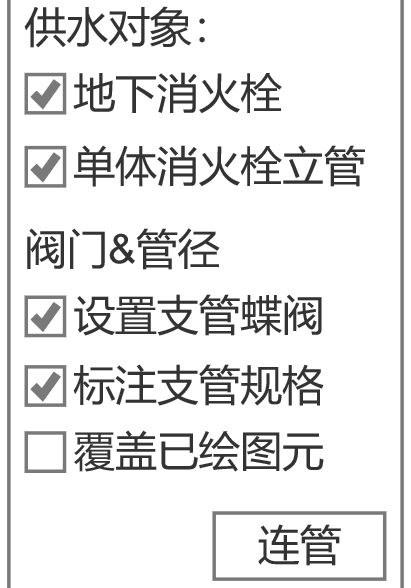 供水对象：
地下消火栓
单体消火栓立管
阀门&管径
设置支管蝶阀
标注支管规格
覆盖已绘图元
连管